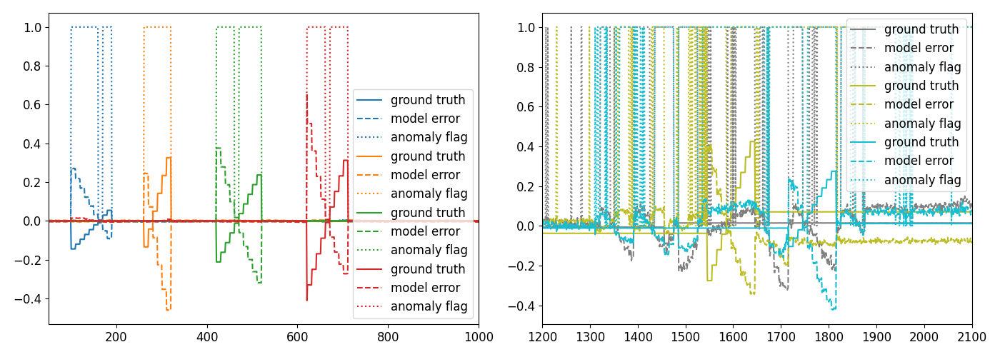 1.0
0.8
0.6
0.4
0.2
0.0
−0.2
−0.4
200
400
600
800
1000
ground truth
model error
anomaly flag
ground truth
model error
anomaly flag
ground truth
model error
anomaly flag
ground truth
model error
anomaly flag
1.0
0.8
0.6
0.4
0.2
0.0
−0.2
−0.4
1200
1300
1400
1500
1600
1700
1800
1900
2000
2100
ground truth
model error
anomaly flag
ground truth
model error
anomaly flag
ground truth
model error
anomaly flag